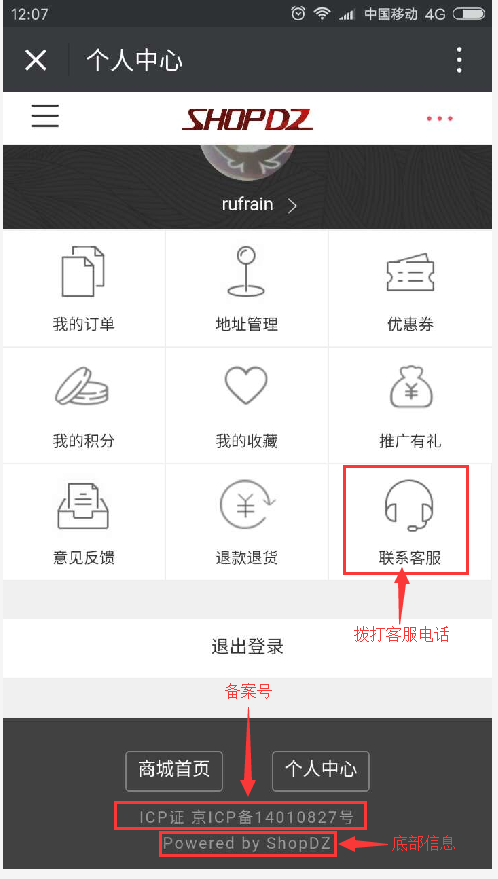 12:07 中国移动 4G
个人中心
SHOPDZ
rufrain
我的订单 地址管理 优惠券
我的积分 我的收藏 推广有礼
意见反馈 退款退货 联系客服
拨打客服电话
退出登录
备案号
商城首页 个人中心
ICP证 京ICP备14010827号
Powered by ShopDZ 底部信息